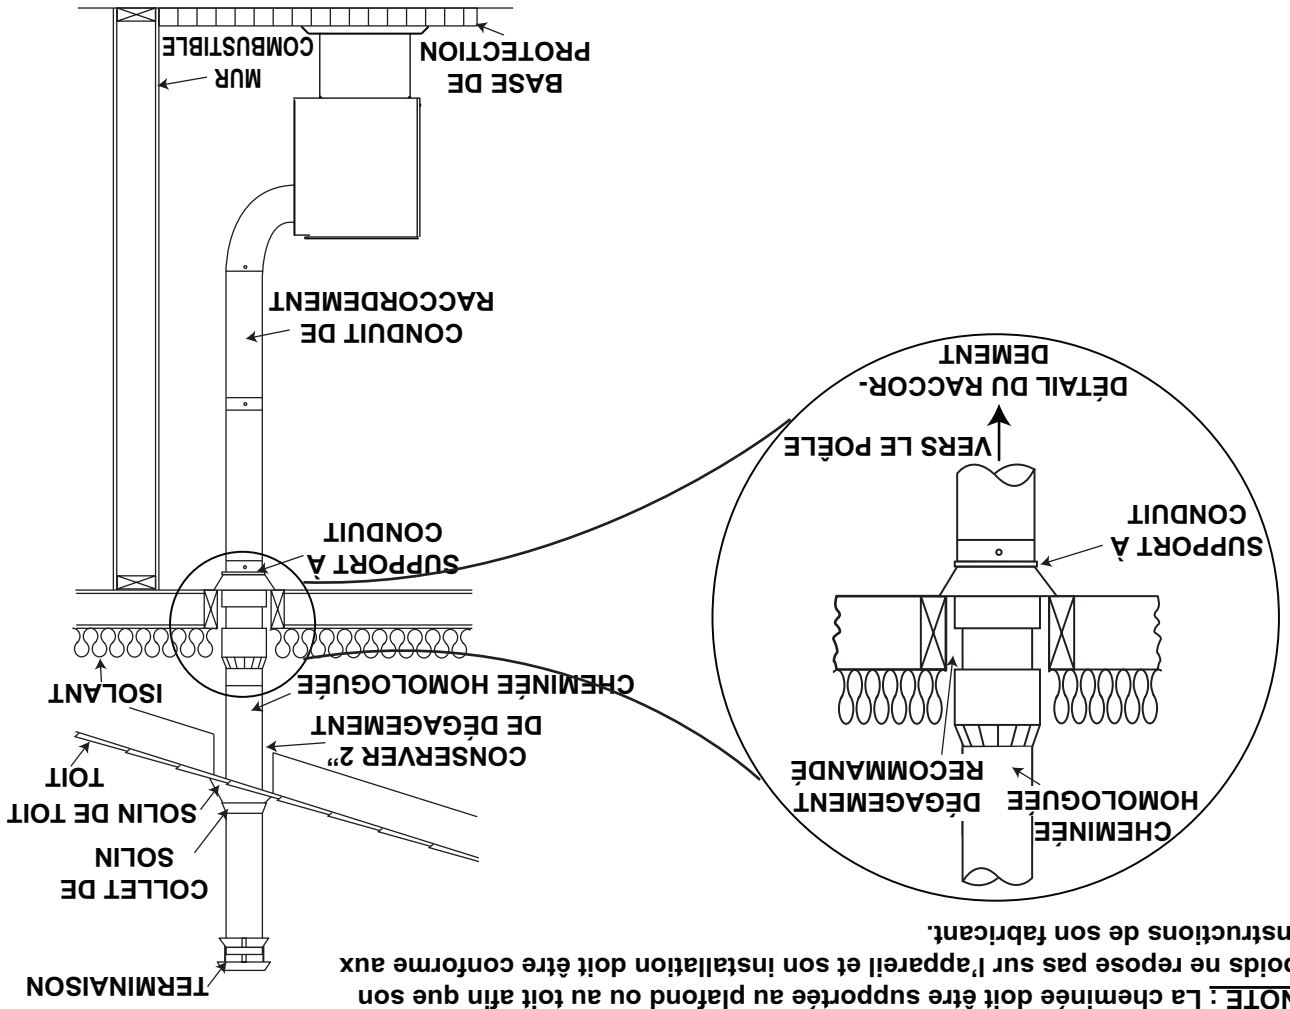 NOTE : La cheminée doit être supportée au plafond ou au toit afin que son
poids ne repose pas sur l'appareil et son installation doit être conforme aux
instructions de son fabricant.
TERMINAISON
COLLET DE
SOLIN
SOLIN DE TOIT
TOIT
ISOLANT
CONSERVER 2”
DE DÉGAGEMENT
CHEMINÉE HOMOLOGUÉE
SUPPORT À
CONDUIT
CONDUIT DE
RACCORDEMENT
BASE DE
PROTECTION
MUR
COMBUSTIBLE
CHEMINÉE
HOMOLOGUÉE
DÉGAGEMENT
RECOMMANDÉ
SUPPORT À
CONDUIT
VERS LE POÊLE
DÉTAIL DU RACCOR-
DEMENT